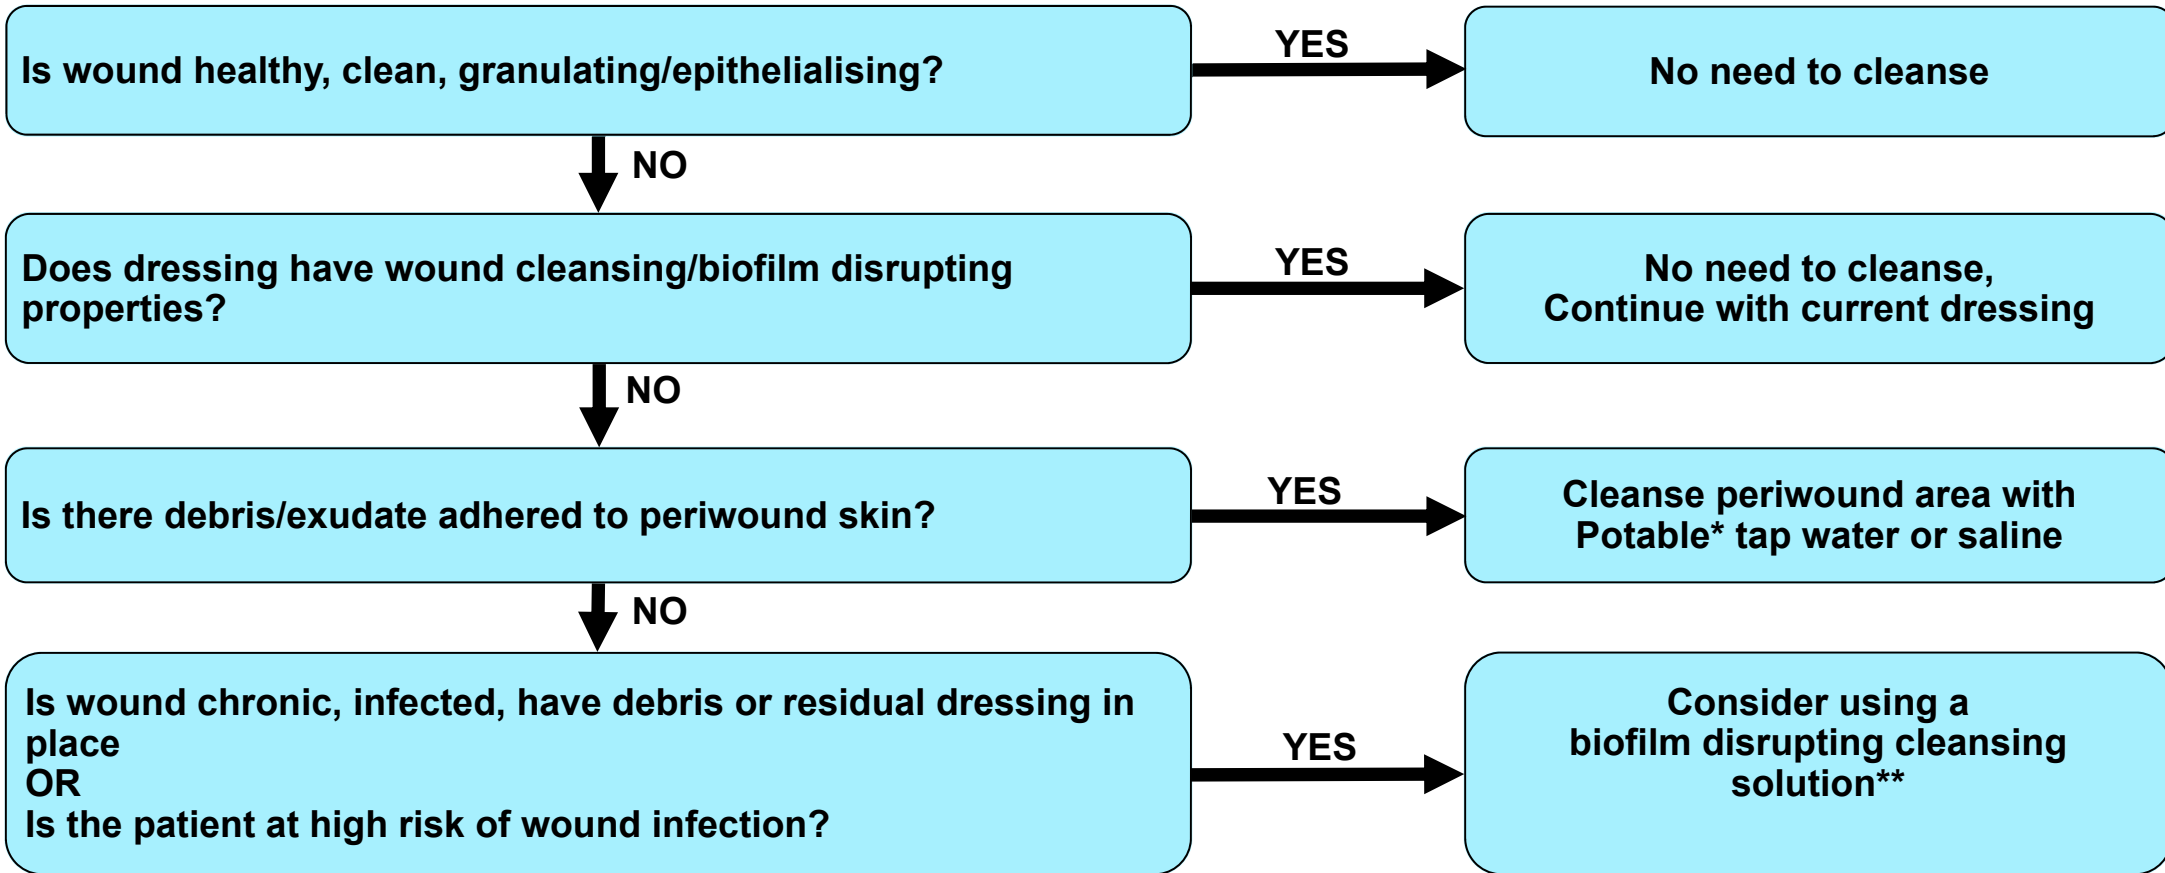 Is wound healthy, clean, granulating/epithelialising?
YES
No need to cleanse
NO
Does dressing have wound cleansing/biofilm disrupting
properties?
YES
No need to cleanse,
Continue with current dressing
NO
Is there debris/exudate adhered to periwound skin?
YES
Cleanse periwound area with
Potable* tap water or saline
NO
Is wound chronic, infected, have debris or residual dressing in
place
OR
Is the patient at high risk of wound infection?
YES
Consider using a
biofilm disrupting cleansing
solution**